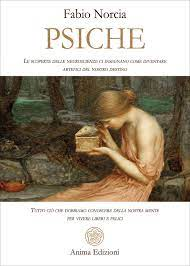 Fabio Norcia
PSICHE
Le scoperte delle neuroscienze ci insegnano come diventare
artefici del nostro destino
Tutto ciò che dobbiamo conoscere della nostra mente
per vivere liberi e felici
Anima Edizioni